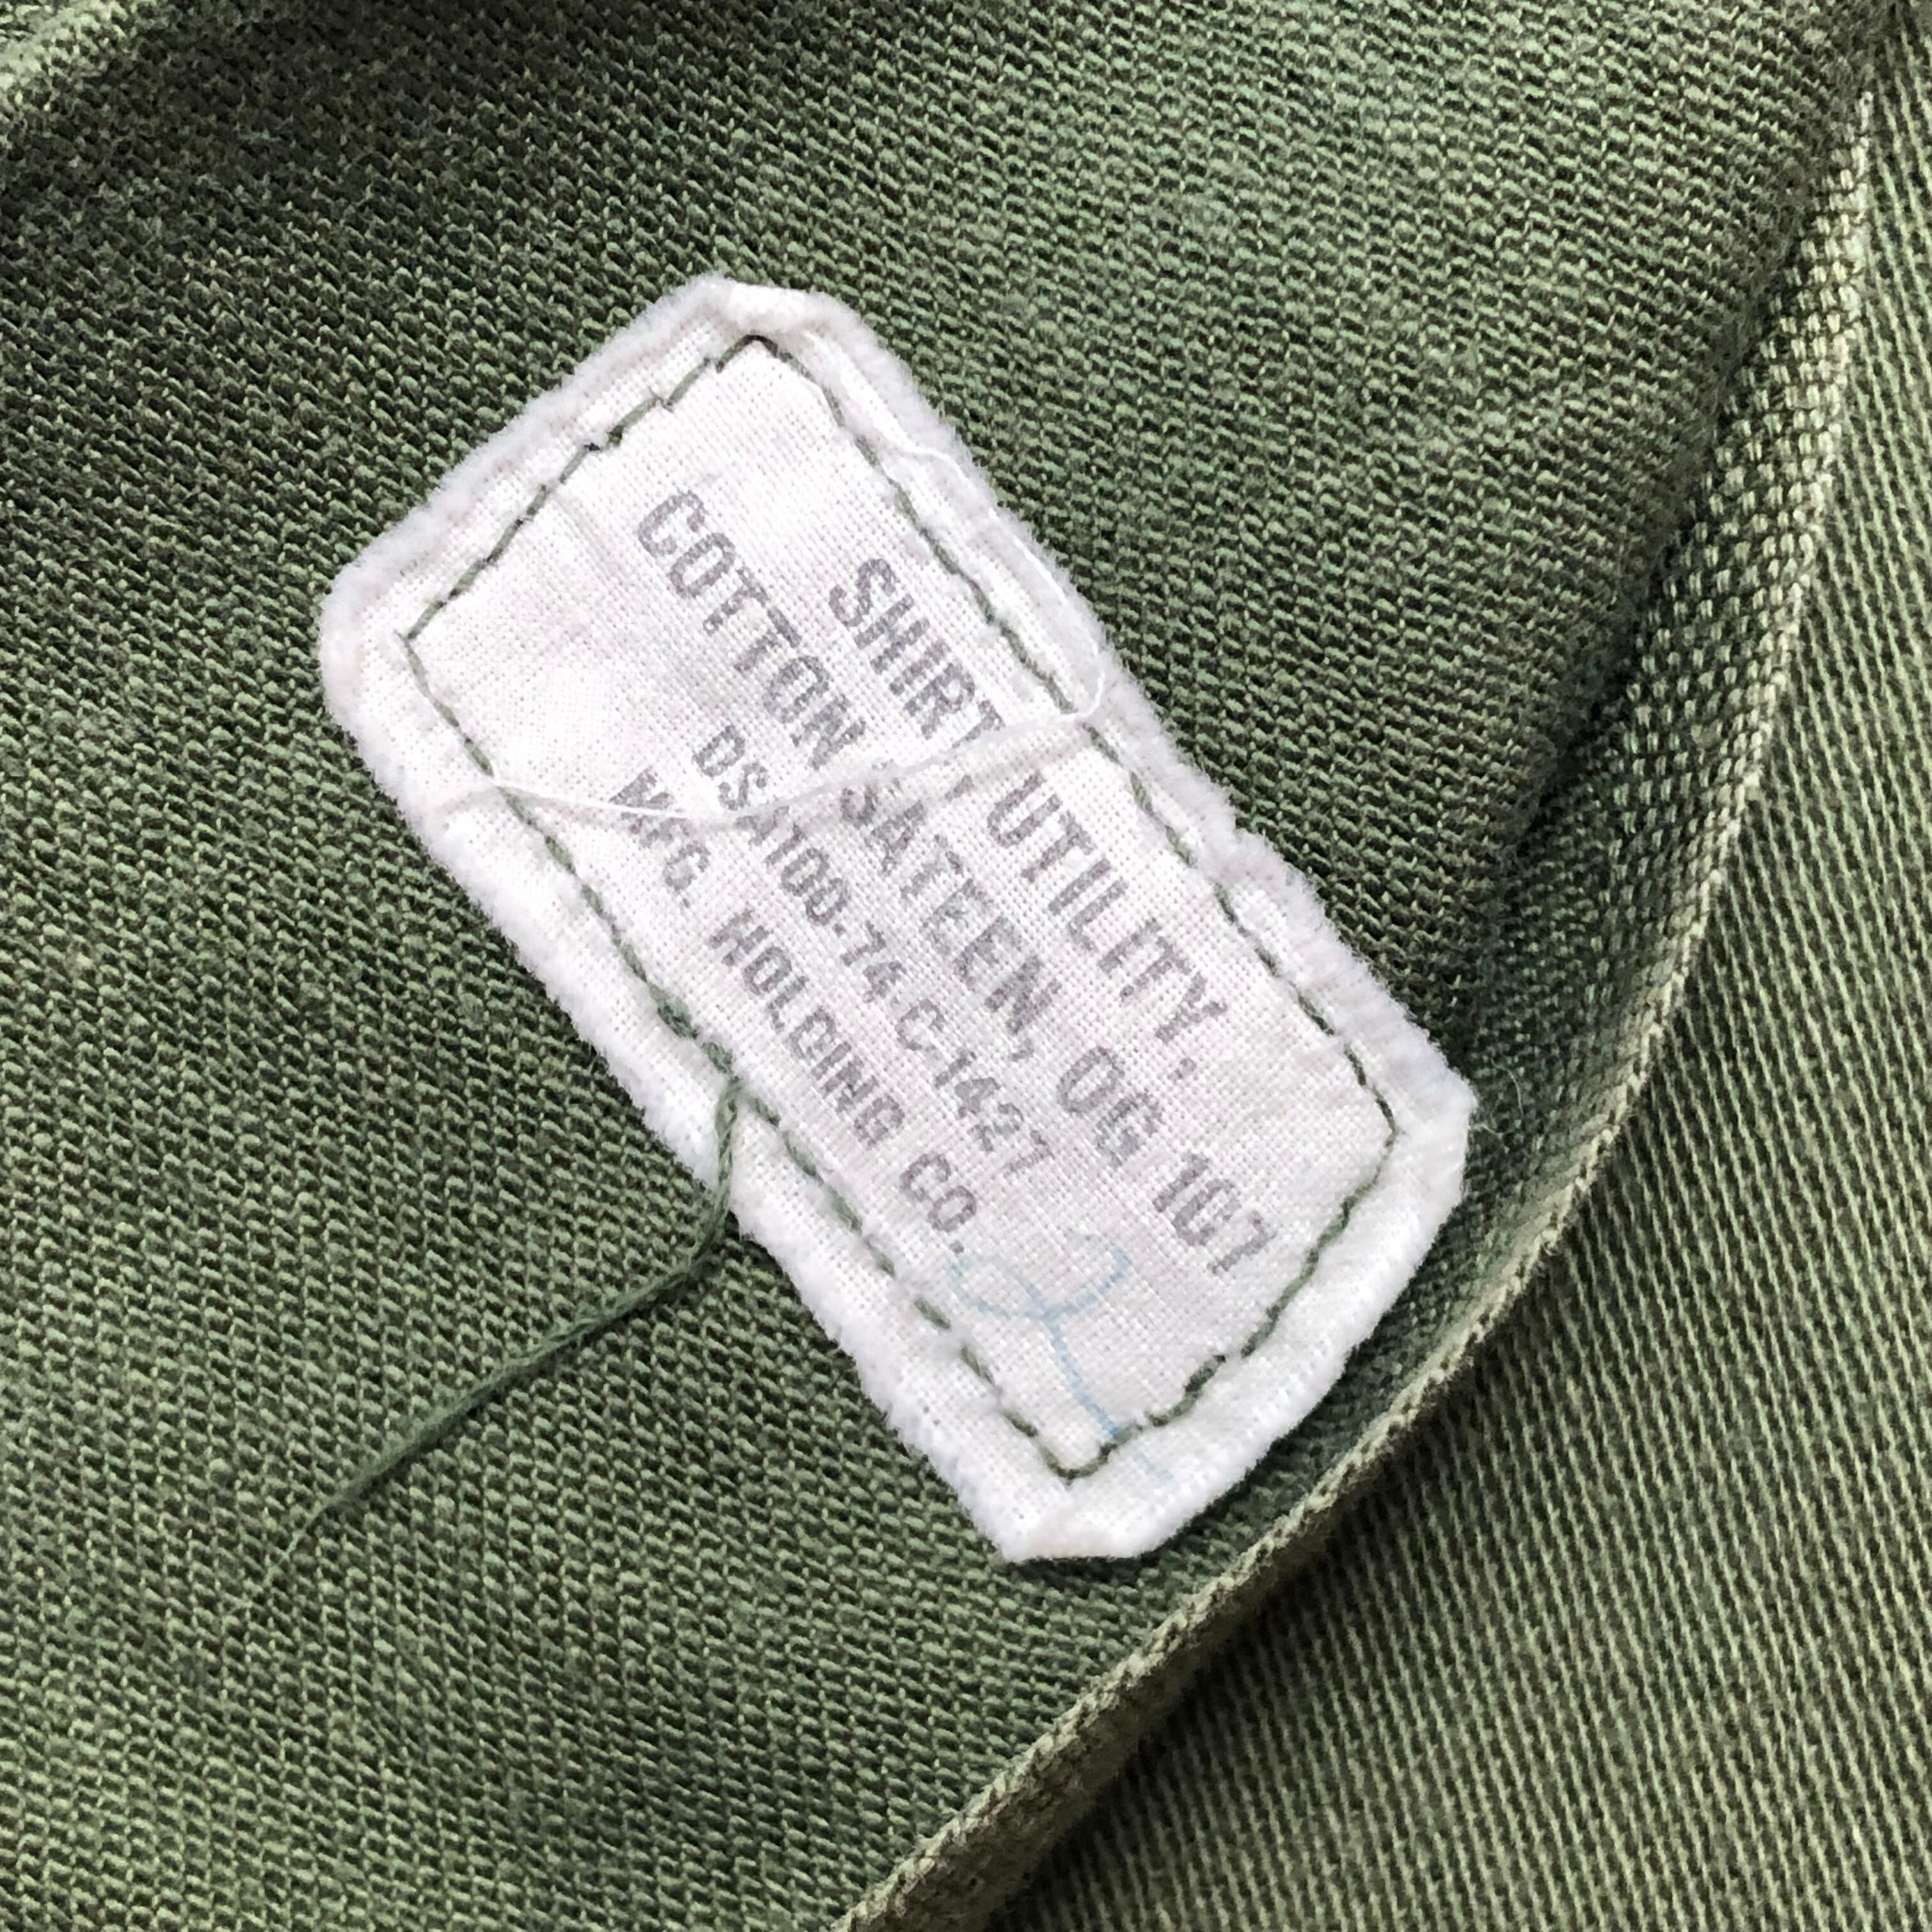 SHIRT, UTILITY,
COTTON SATEEN, OG 107
DSA100-74-C-1427
MFG. HOLDING CO.